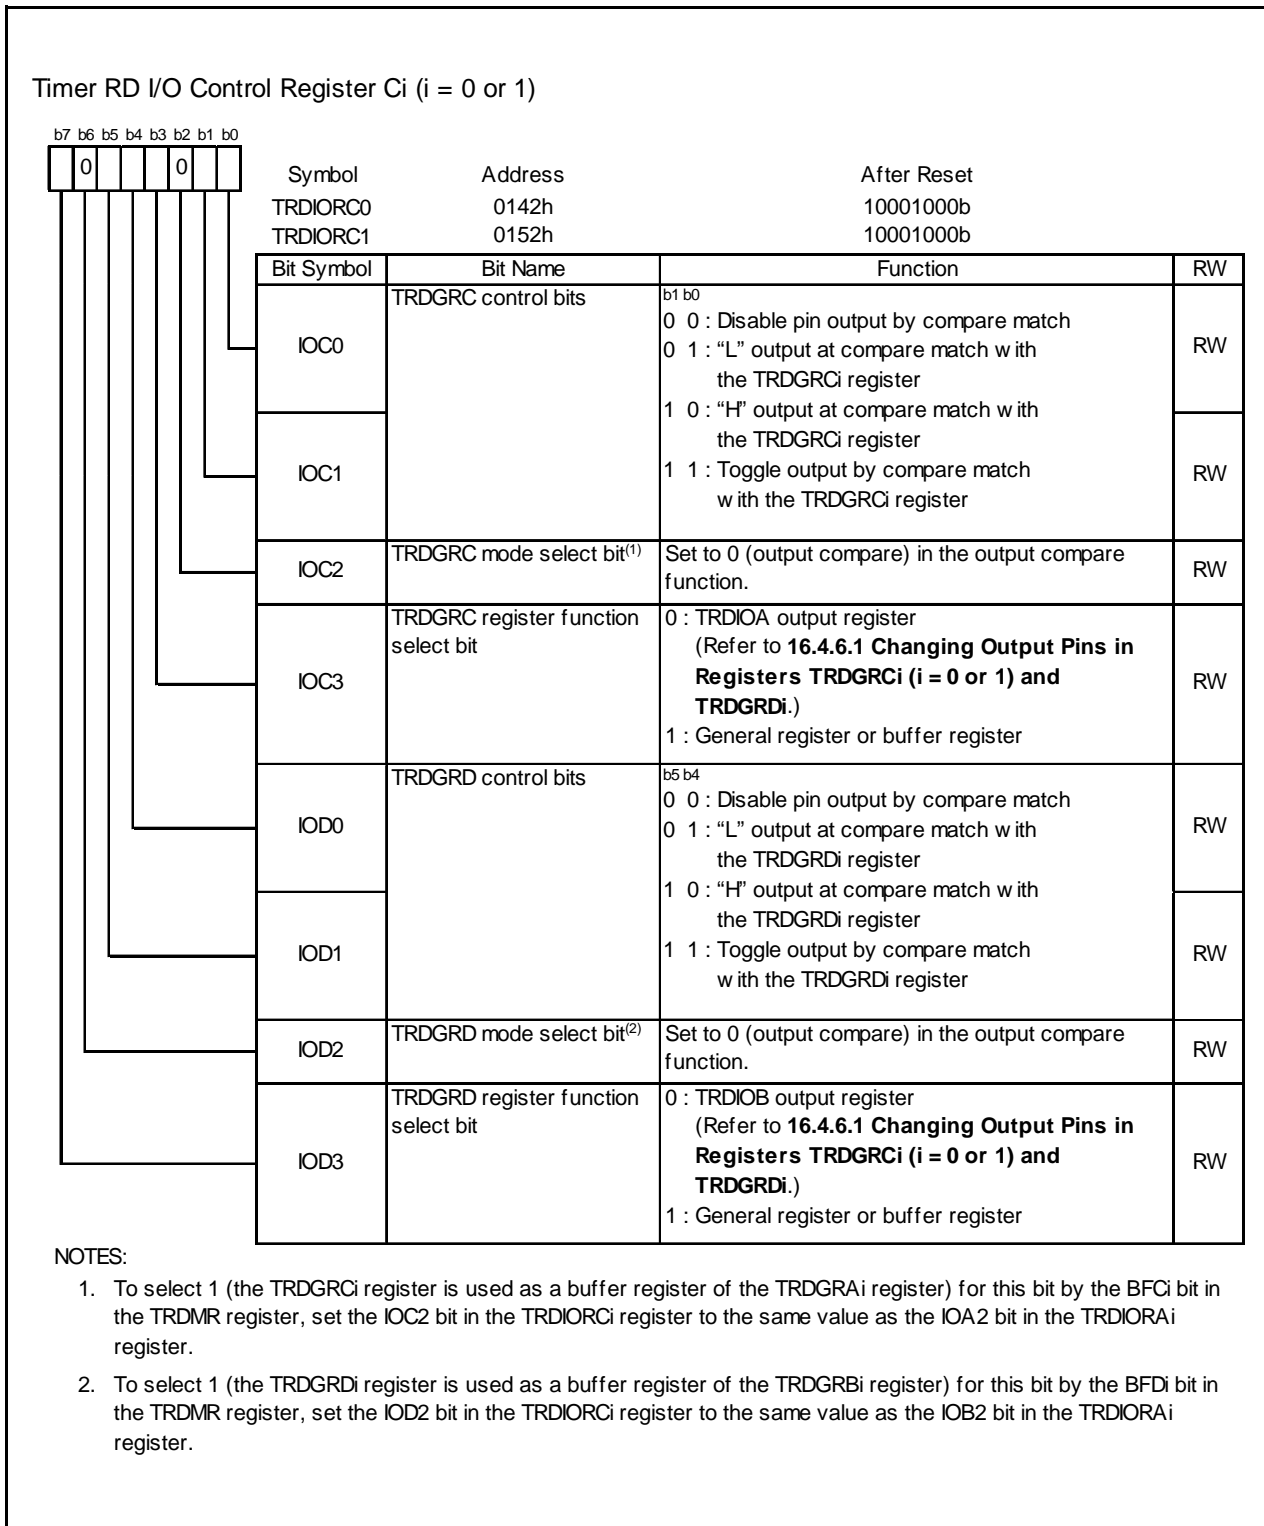 Timer RD I/O Control Register Ci (i = 0 or 1)
b7 b6 b5 b4 b3 b2 b1 b0
0 0
Symbol Address After Reset
TRDIORC0 0142h 10001000b
TRDIORC1 0152h 10001000b
Bit Symbol Bit Name Function RW
IOC0 TRDGRC control bits b1 b0
0 0 : Disable pin output by compare match
0 1 : “L” output at compare match with
the TRDGRCi register
RW
1 0 : “H” output at compare match with
the TRDGRCi register
IOC1 1 1 : Toggle output by compare match
with the TRDGRCi register
RW
IOC2 TRDGRC mode select bit(1) Set to 0 (output compare) in the output compare
function.
RW
IOC3 TRDGRC register function
select bit
0 : TRDIOA output register
(Refer to 16.4.6.1 Changing Output Pins in
Registers TRDGRCi (i = 0 or 1) and
TRDGRDi.)
1 : General register or buffer register
RW
IOD0 TRDGRD control bits b5 b4
0 0 : Disable pin output by compare match
0 1 : “L” output at compare match with
the TRDGRDi register
RW
1 0 : “H” output at compare match with
the TRDGRDi register
IOD1 1 1 : Toggle output by compare match
with the TRDGRDi register
RW
IOD2 TRDGRD mode select bit(2) Set to 0 (output compare) in the output compare
function.
RW
IOD3 TRDGRD register function
select bit
0 : TRDIOB output register
(Refer to 16.4.6.1 Changing Output Pins in
Registers TRDGRCi (i = 0 or 1) and
TRDGRDi.)
1 : General register or buffer register
RW
NOTES:
1. To select 1 (the TRDGRCi register is used as a buffer register of the TRDGRAi register) for this bit by the BFCi bit in
the TRDMR register, set the IOC2 bit in the TRDIORCi register to the same value as the IOA2 bit in the TRDIORAi
register.
2. To select 1 (the TRDGRDi register is used as a buffer register of the TRDGRBi register) for this bit by the BFDi bit in
the TRDMR register, set the IOD2 bit in the TRDIORCi register to the same value as the IOB2 bit in the TRDIORAi
register.